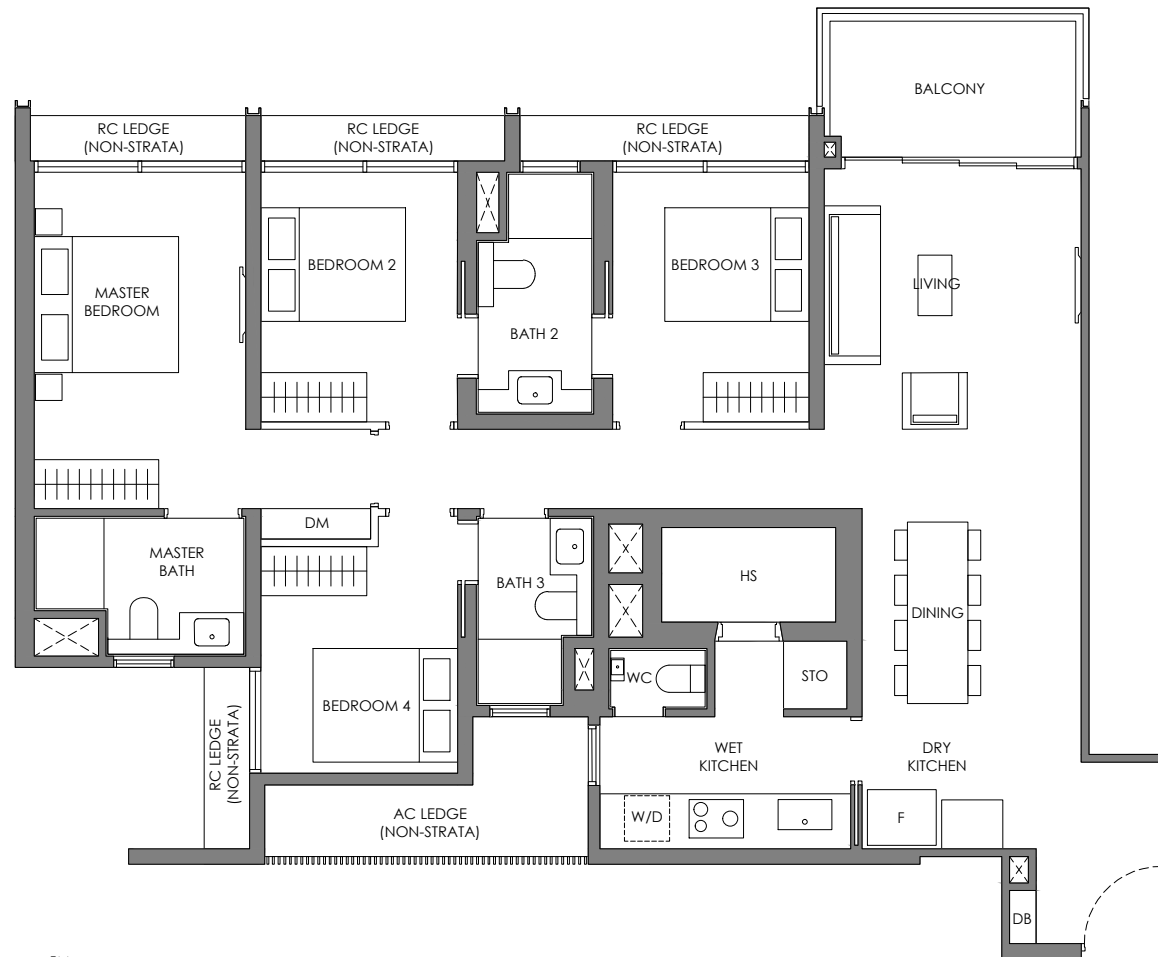 BALCONY
RC LEDGE
(NON-STRATA)
RC LEDGE
(NON-STRATA)
RC LEDGE
(NON-STRATA)
MASTER
BEDROOM
BEDROOM 2
BATH 2
BEDROOM 3
LIVING
DM
MASTER
BATH
BATH 3
HS
DINING
WC
STO
BEDROOM 4
RC LEDGE
(NON-STRATA)
WET
KITCHEN
DRY
KITCHEN
AC LEDGE
(NON-STRATA)
W/D
F
DB